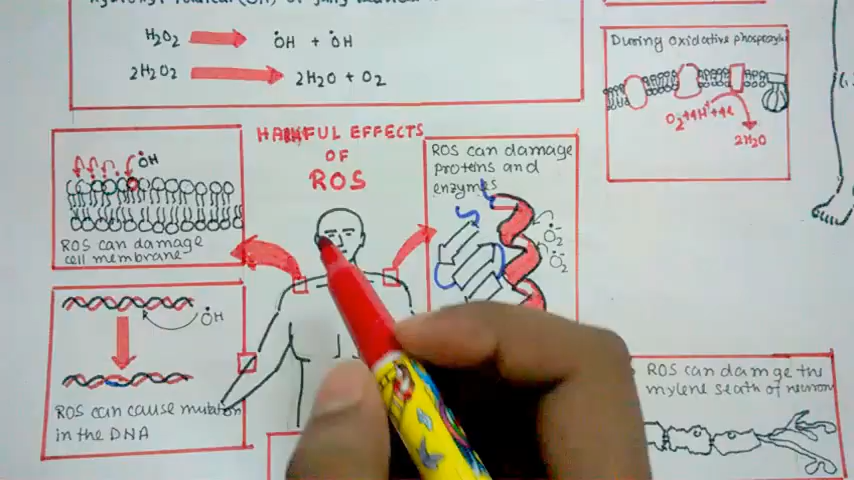 H₂O₂ → ȮH + ȮH
2H₂O₂ → 2H₂O + O₂
During Oxidative
O₂+4H⁺+4e
2H₂O
HARMFUL EFFECTS
OF
ROS
ȮH
ROS can damage
cell membrane
ROS can damage
proteins and
enzymes
Ȯ₂⁻
Ȯ₂⁻
ȮH
ROS can cause mutation
in the DNA
ROS can damge the
mylene seath of neuron